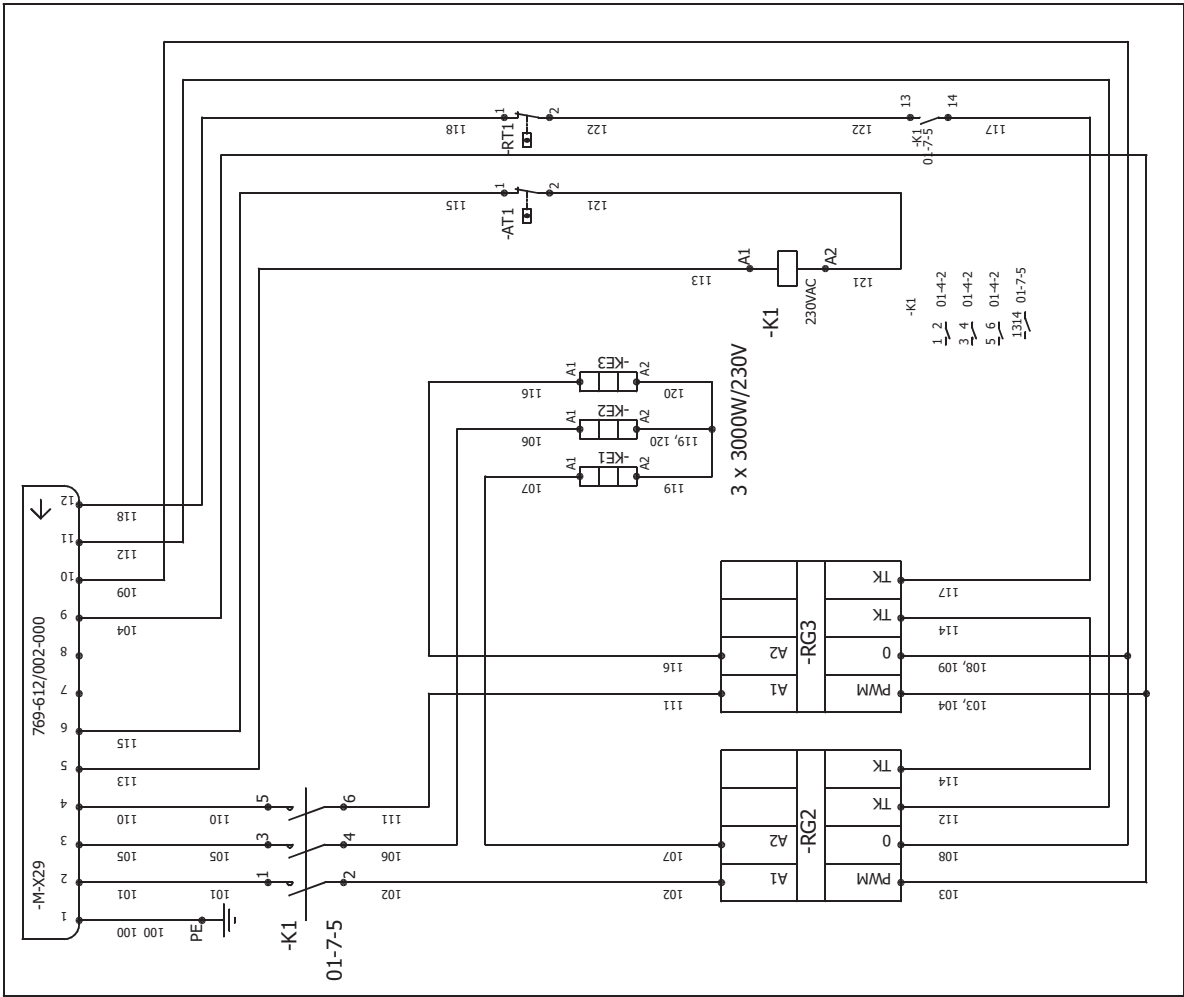 13
14
1
2
118
-RT1
122
122
-K1
01-7-5
117
1
2
115
-AT1
121
A1
A2
113
-K1
230VAC
121
-K1
1 2 01-4-2
3 4 01-4-2
5 6 01-4-2
1314 01-7-5
116
A1
-KE3
A2
120
106
A1
-KE2
A2
119, 120
107
A1
-KE1
A2
119
3 x 3000W/230V
769-612/002-000
-M-X29
12
118
11
112
10
109
9
104
8
7
6
115
5
113
4
110
110
5
6
111
3
105
105
3
4
106
2
101
101
1
2
102
1
100 100
PE
-K1
01-7-5
-RG3
TK
117
TK
114
116
A2
0
108, 109
111
A1
PWM
103, 104
-RG2
TK
114
TK
112
107
A2
0
108
102
A1
PWM
103